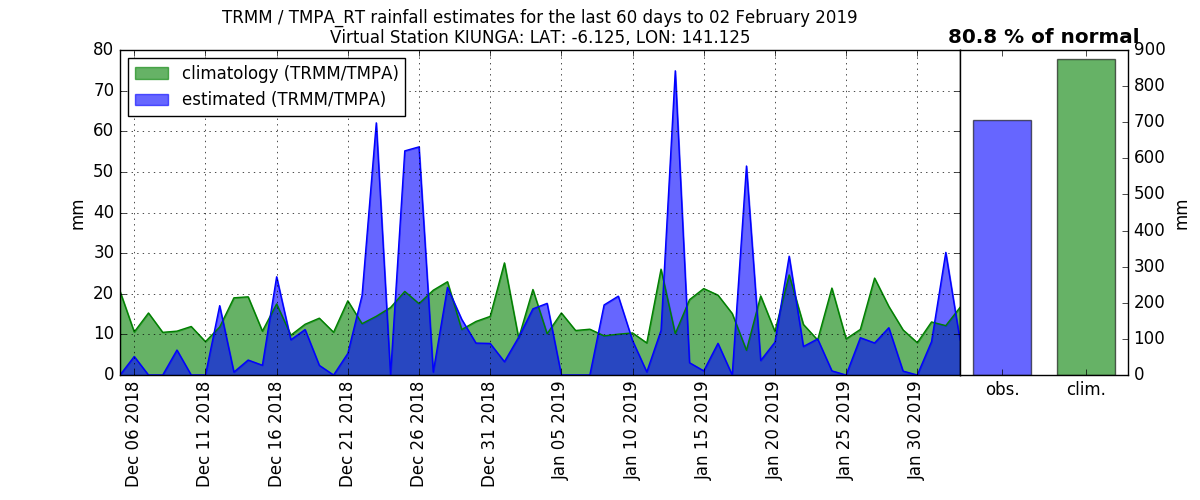 TRMM / TMPA_RT rainfall estimates for the last 60 days to 02 February 2019
Virtual Station KIUNGA: LAT: -6.125, LON: 141.125
80.8 % of normal
climatology (TRMM/TMPA)
estimated (TRMM/TMPA)
mm
80
70
60
50
40
30
20
10
0
Dec 06 2018
Dec 11 2018
Dec 16 2018
Dec 21 2018
Dec 26 2018
Dec 31 2018
Jan 05 2019
Jan 10 2019
Jan 15 2019
Jan 20 2019
Jan 25 2019
Jan 30 2019
obs.
clim.
900
800
700
600
500
400
300
200
100
0
mm